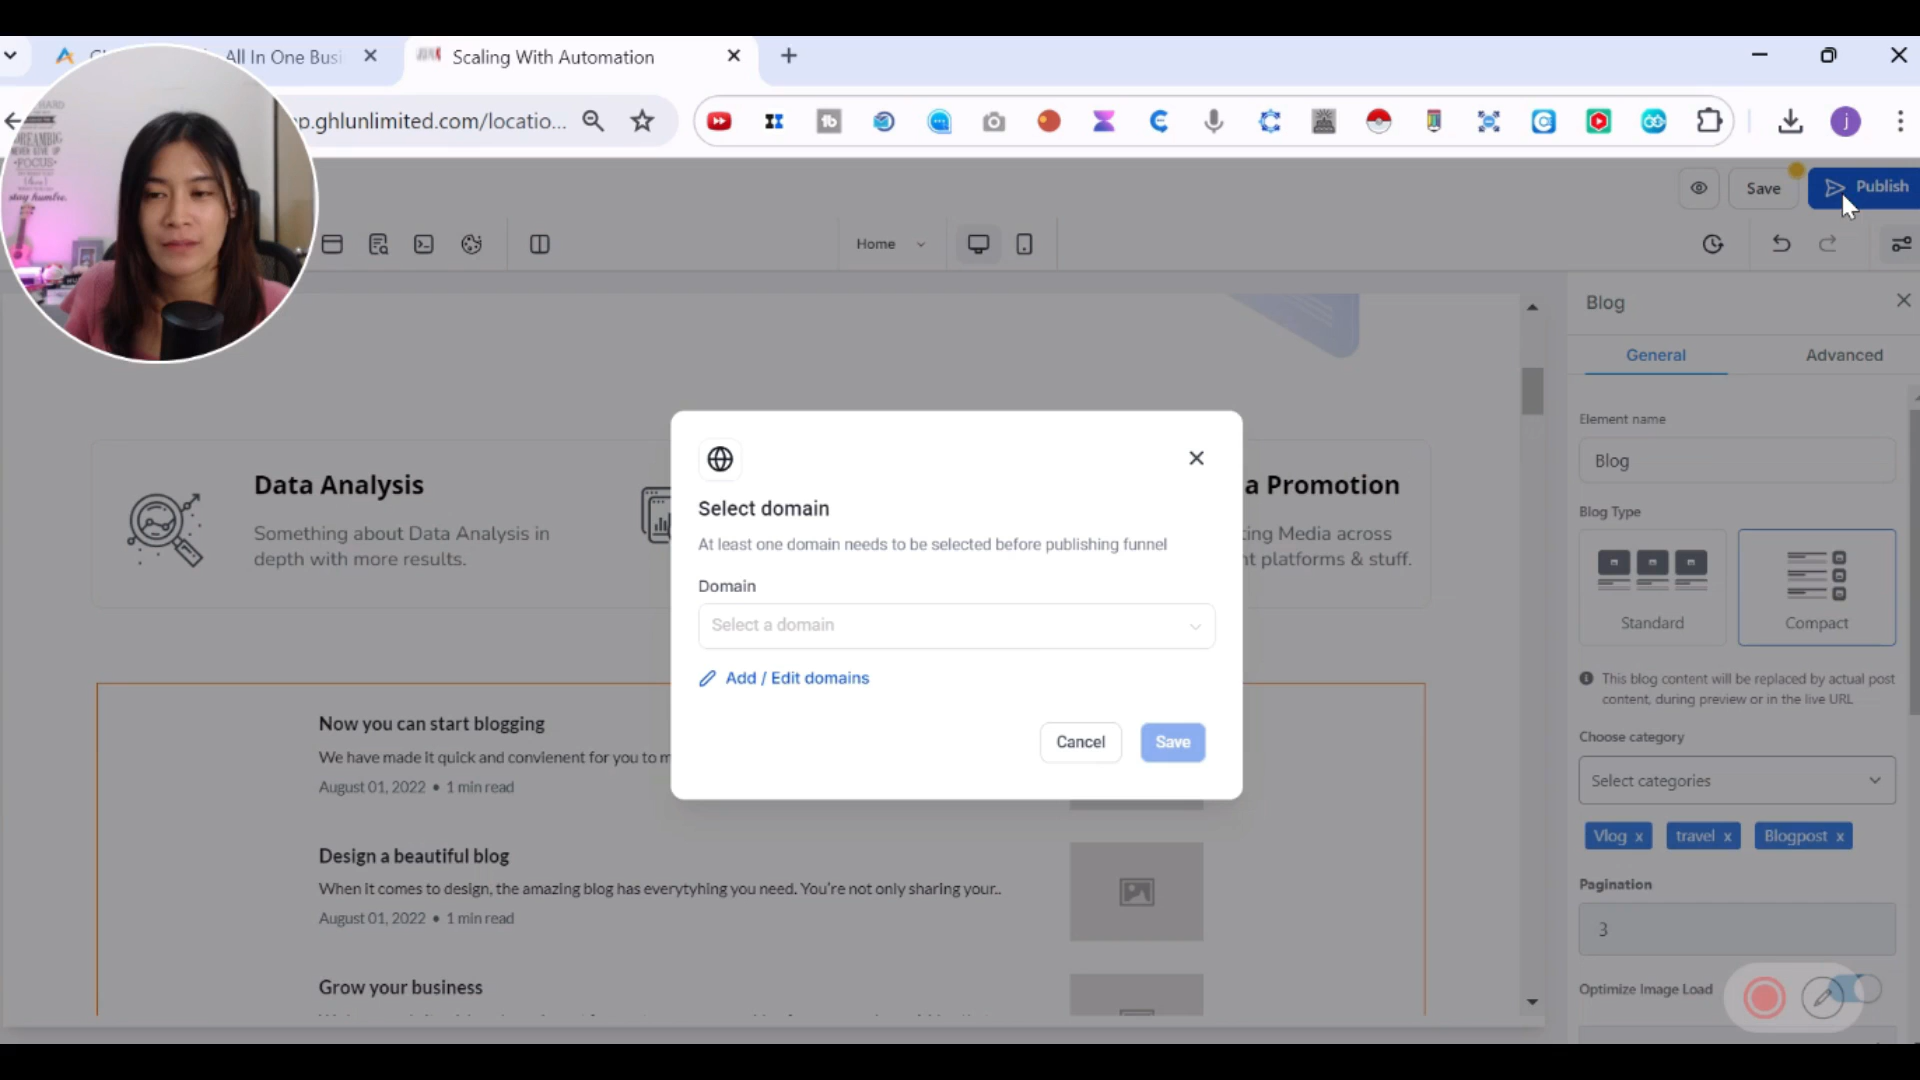 All In One Busi
Scaling With Automation
p.ghlunlimited.com/locatio...
Save
Publish
Home
Blog
General
Advanced
Element name
Blog
Blog Type
Standard
Compact
This blog content will be replaced by actual post
content, during preview or in the live URL
Choose category
Select categories
Vlog x
travel x
Blogpost x
Pagination
3
Optimize Image Load
Data Analysis
Something about Data Analysis in
depth with more results.
a Promotion
ting Media across
nt platforms & stuff.
Select domain
At least one domain needs to be selected before publishing funnel
Domain
Select a domain
Add / Edit domains
Cancel
Save
Now you can start blogging
We have made it quick and convienent for you to m
August 01, 2022 • 1 min read
Design a beautiful blog
When it comes to design, the amazing blog has everytyhing you need. You're not only sharing your..
August 01, 2022 • 1 min read
Grow your business